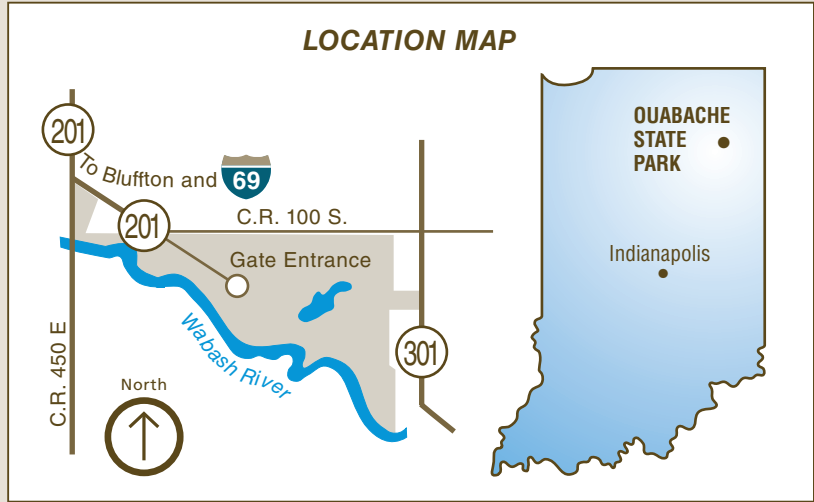 LOCATION MAP
201
To Bluffton and
69
C.R. 100 S.
201
Gate Entrance
Wabash River
C.R. 450 E
301
North
OUABACHE
STATE
PARK
Indianapolis